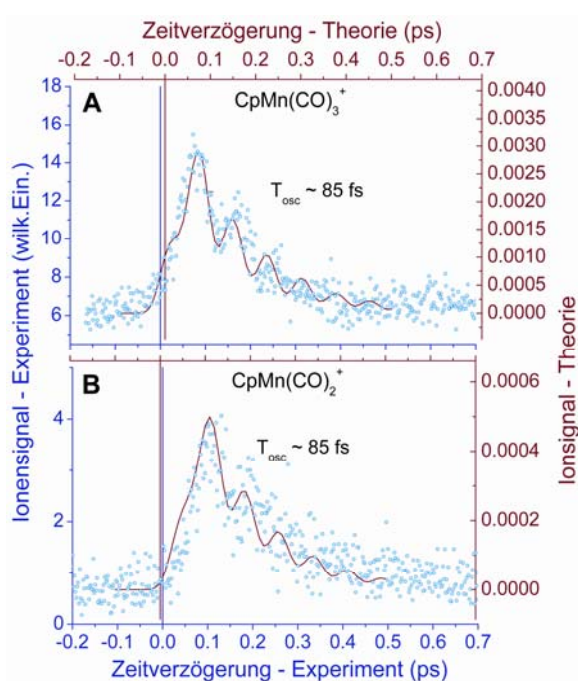 Zeitverzögerung - Theorie (ps)
-0.2 -0.1 0.0 0.1 0.2 0.3 0.4 0.5 0.6 0.7
A
CpMn(CO)3+
Tosc ~ 85 fs
18
16
14
12
10
8
6
0.0040
0.0035
0.0030
0.0025
0.0020
0.0015
0.0010
0.0005
0.0000
Ionensignal - Experiment (wilk.Ein.)
Ionsignal - Theorie
B
CpMn(CO)2+
Tosc ~ 85 fs
4
2
0
0.0006
0.0004
0.0002
0.0000
-0.2 -0.1 0.0 0.1 0.2 0.3 0.4 0.5 0.6 0.7
Zeitverzögerung - Experiment (ps)